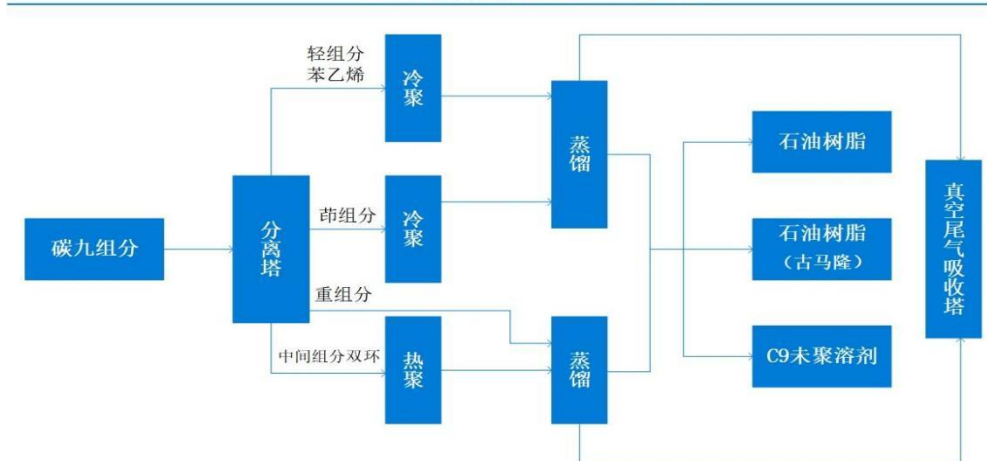 轻组分
苯乙烯
冷聚
蒸馏
石油树脂
真空尾气吸收塔
碳九组分
分离塔
茚组分
冷聚
石油树脂
（古马隆）
重组分
中间组分双环
热聚
蒸馏
C9未聚溶剂